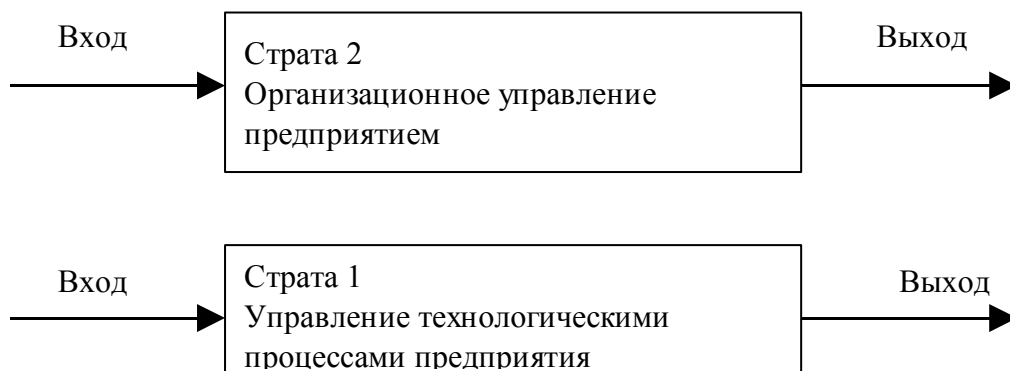 Вход
Страта 2
Организационное управление
предприятием
Выход
Вход
Страта 1
Управление технологическими
процессами предприятия
Выход